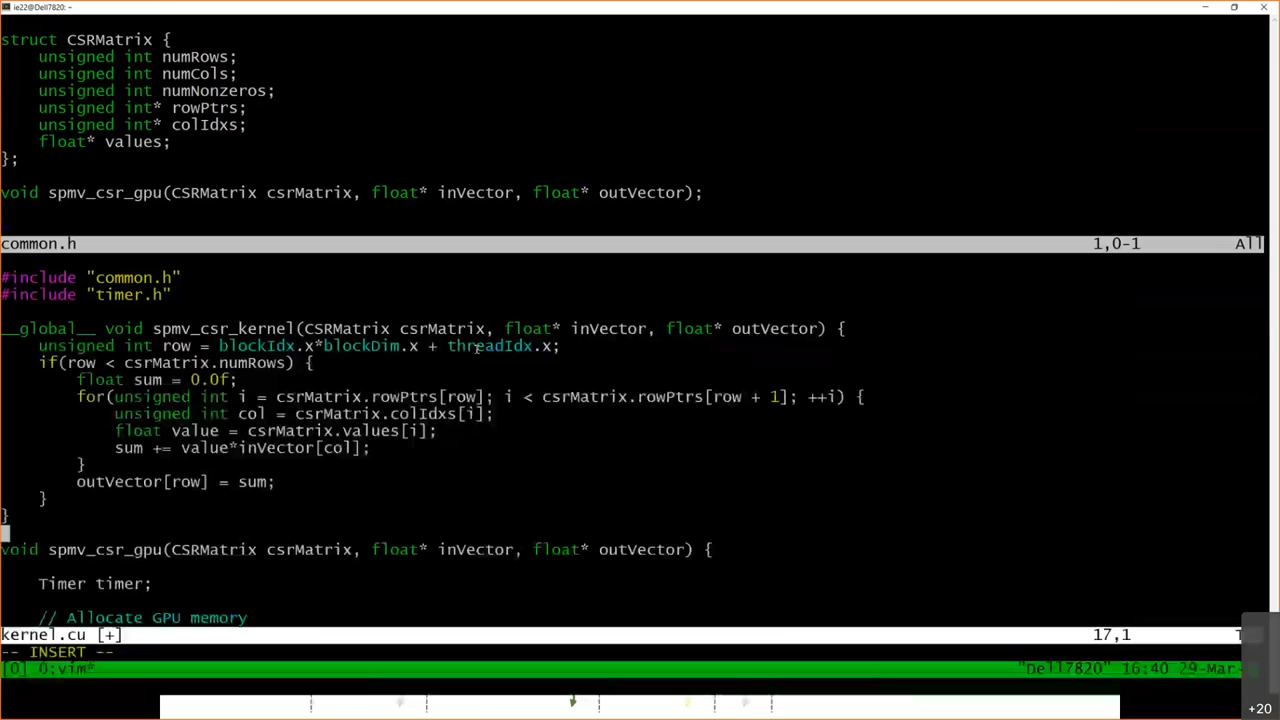 ie22@Dell7820: ~
struct CSRMatrix {
    unsigned int numRows;
    unsigned int numCols;
    unsigned int numNonzeros;
    unsigned int* rowPtrs;
    unsigned int* colIdxs;
    float* values;
};
void spmv_csr_gpu(CSRMatrix csrMatrix, float* inVector, float* outVector);
common.h 1,0-1 All
#include "common.h"
#include "timer.h"
__global__ void spmv_csr_kernel(CSRMatrix csrMatrix, float* inVector, float* outVector) {
    unsigned int row = blockIdx.x*blockDim.x + threadIdx.x;
    if(row < csrMatrix.numRows) {
        float sum = 0.0f;
        for(unsigned int i = csrMatrix.rowPtrs[row]; i < csrMatrix.rowPtrs[row + 1]; ++i) {
            unsigned int col = csrMatrix.colIdxs[i];
            float value = csrMatrix.values[i];
            sum += value*inVector[col];
        }
        outVector[row] = sum;
    }
}
void spmv_csr_gpu(CSRMatrix csrMatrix, float* inVector, float* outVector) {
    Timer timer;
    // Allocate GPU memory
kernel.cu [+] 17,1
-- INSERT --
[0] 0:vim* "Dell7820" 16:40 29-Mar-
+20